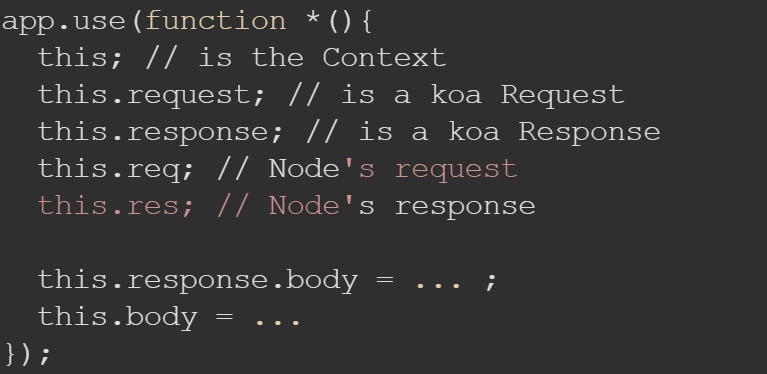 app.use(function *(){
  this; // is the Context
  this.request; // is a koa Request
  this.response; // is a koa Response
  this.req; // Node's request
  this.res; // Node's response

  this.response.body = ... ;
  this.body = ...
});